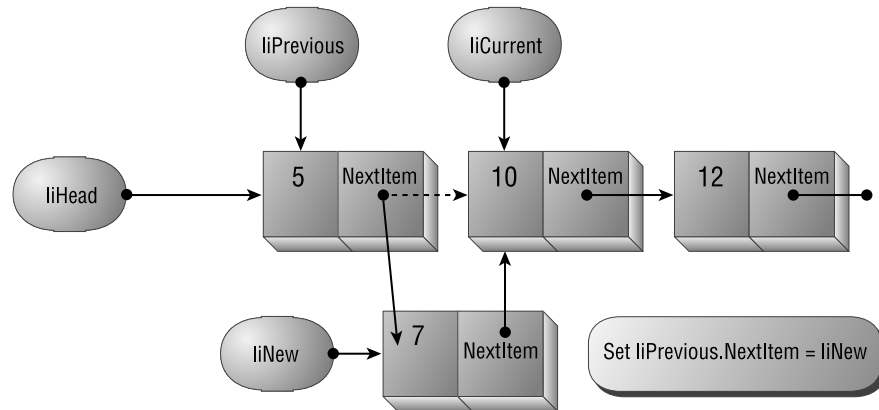 liPrevious
liCurrent
liHead
5
NextItem
10
NextItem
12
NextItem
liNew
7
NextItem
Set liPrevious.NextItem = liNew